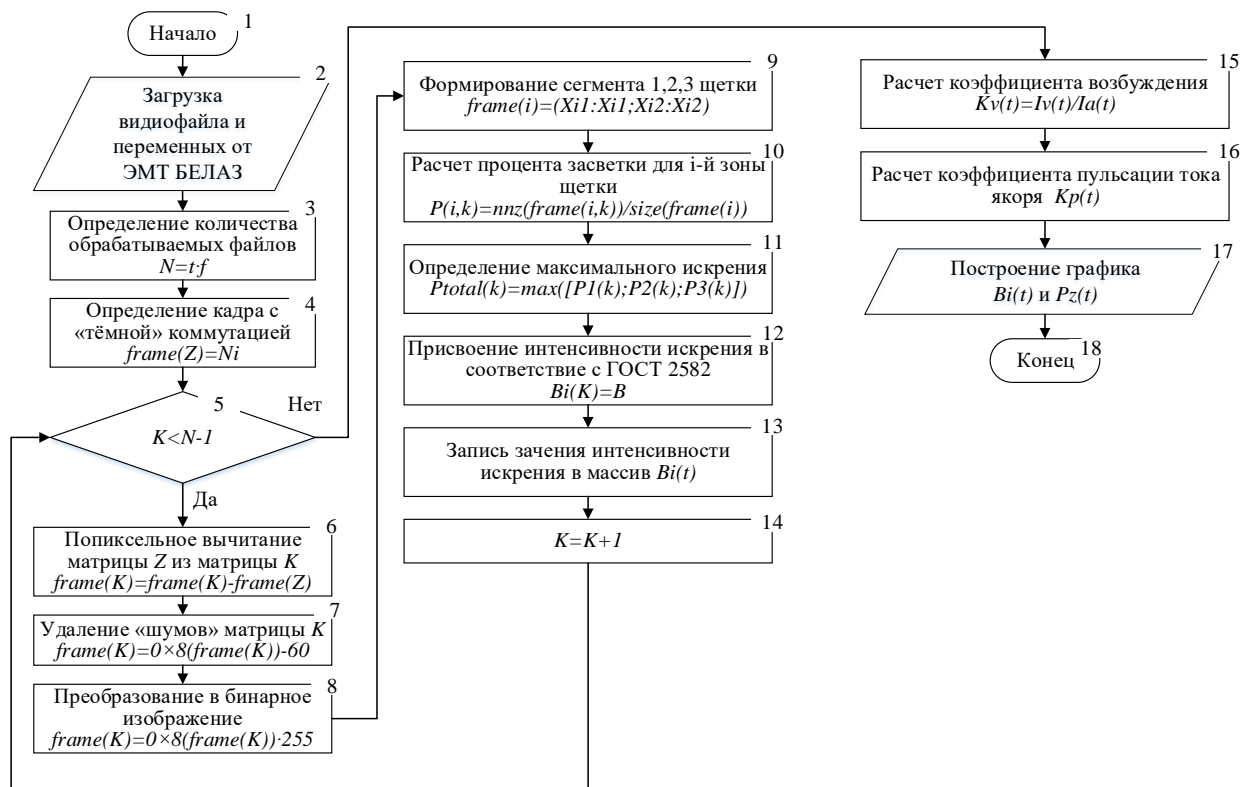 1
Начало
2
Загрузка
видиофайла и
переменных от
ЭМТ БЕЛАЗ
3
Определение количества
обрабатываемых файлов
N=t·f
4
Определение кадра с
«тёмной» коммутацией
frame(Z)=Ni
5
Нет
K<N-1
Да
6
Попиксельное вычитание
матрицы Z из матрицы K
frame(K)=frame(K)-frame(Z)
7
Удаление «шумов» матрицы K
frame(K)=0×8(frame(K))-60
8
Преобразование в бинарное
изображение
frame(K)=0×8(frame(K))·255
9
Формирование сегмента 1,2,3 щетки
frame(i)=(Xi1:Xi1;Xi2:Xi2)
10
Расчет процента засветки для i-й зоны
щетки
P(i,k)=nnz(frame(i,k))/size(frame(i))
11
Определение максимального искрения
Ptotal(k)=max([P1(k);P2(k);P3(k)])
12
Присвоение интенсивности искрения в
соответствие с ГОСТ 2582
Bi(K)=B
13
Запись зачения интенсивности
искрения в массив Bi(t)
14
K=K+1
15
Расчет коэффициента возбуждения
Kv(t)=Iv(t)/Ia(t)
16
Расчет коэффициента пульсации тока
якоря Kp(t)
17
Построение графика
Bi(t) и Pz(t)
18
Конец